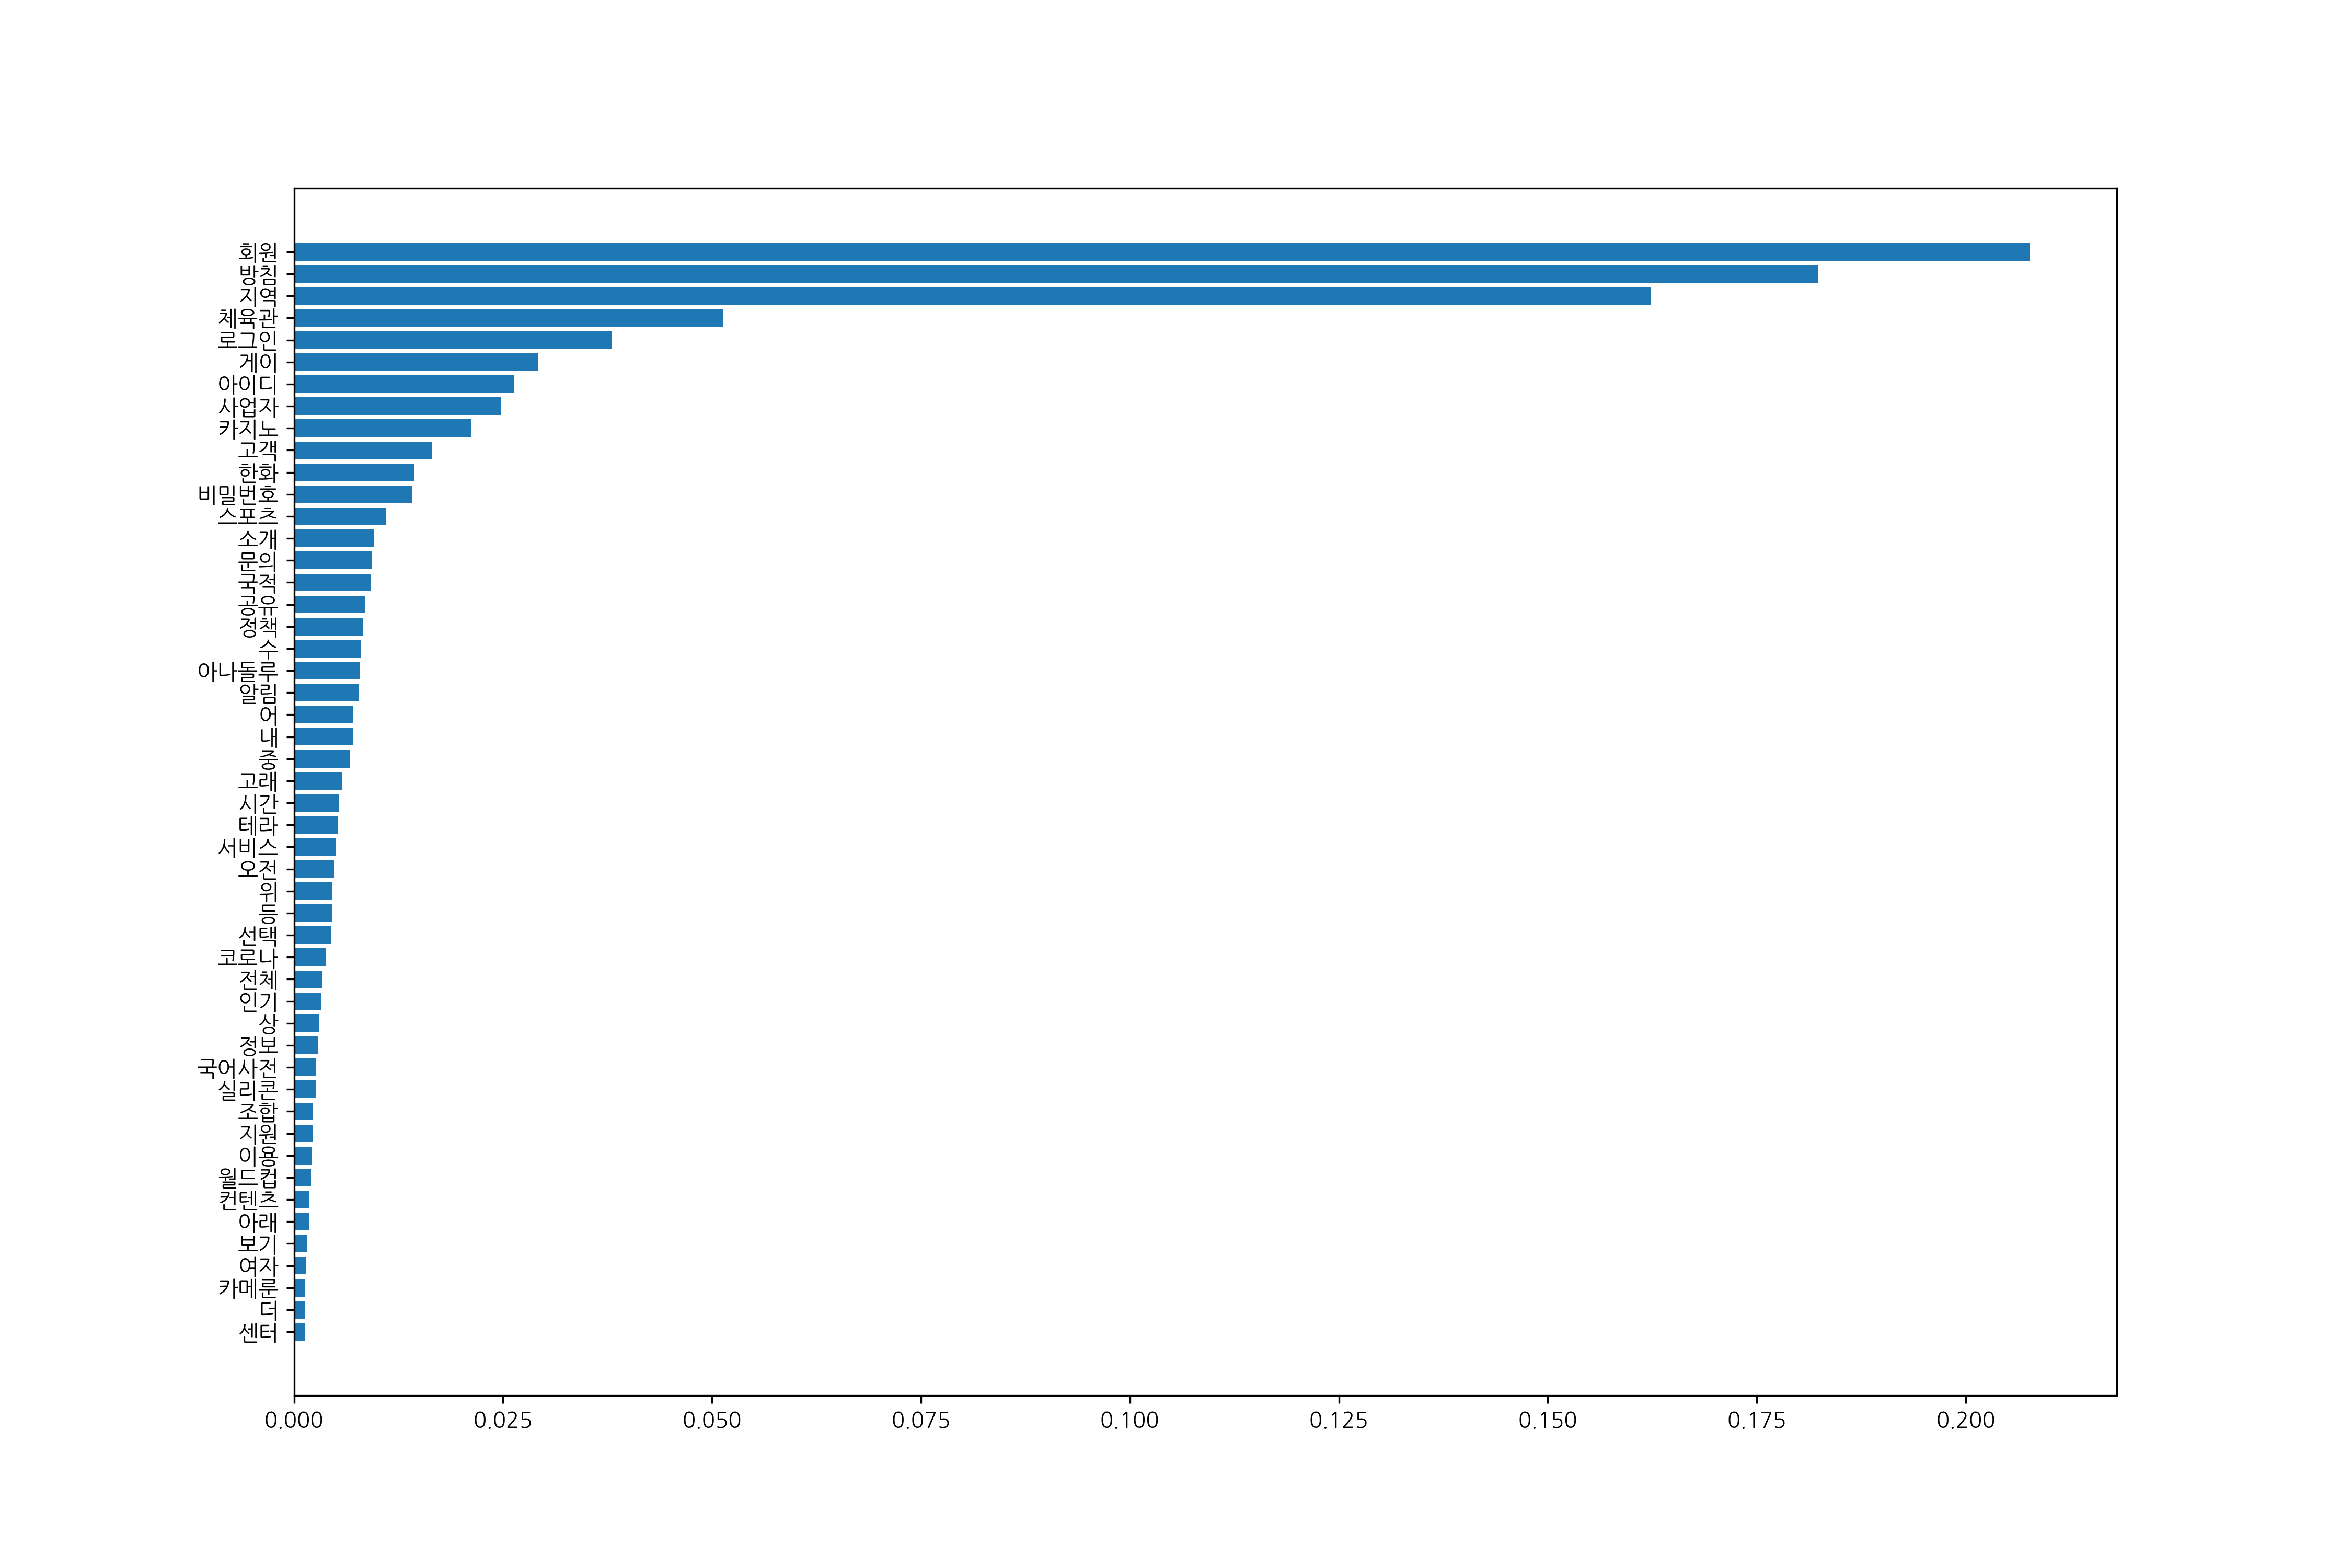 회원
방침
지역
체육관
로그인
게이
아이디
사업자
카지노
고객
한화
비밀번호
스포츠
소개
문의
국적
공유
정책
수
아나돌루
알림
어
내
중
고래
시간
테라
서비스
오전
위
등
선택
코로나
전체
인기
상
정보
국어사전
실리콘
조합
지원
이용
월드컵
컨텐츠
아래
보기
여자
카메룬
더
센터
0.000 0.025 0.050 0.075 0.100 0.125 0.150 0.175 0.200